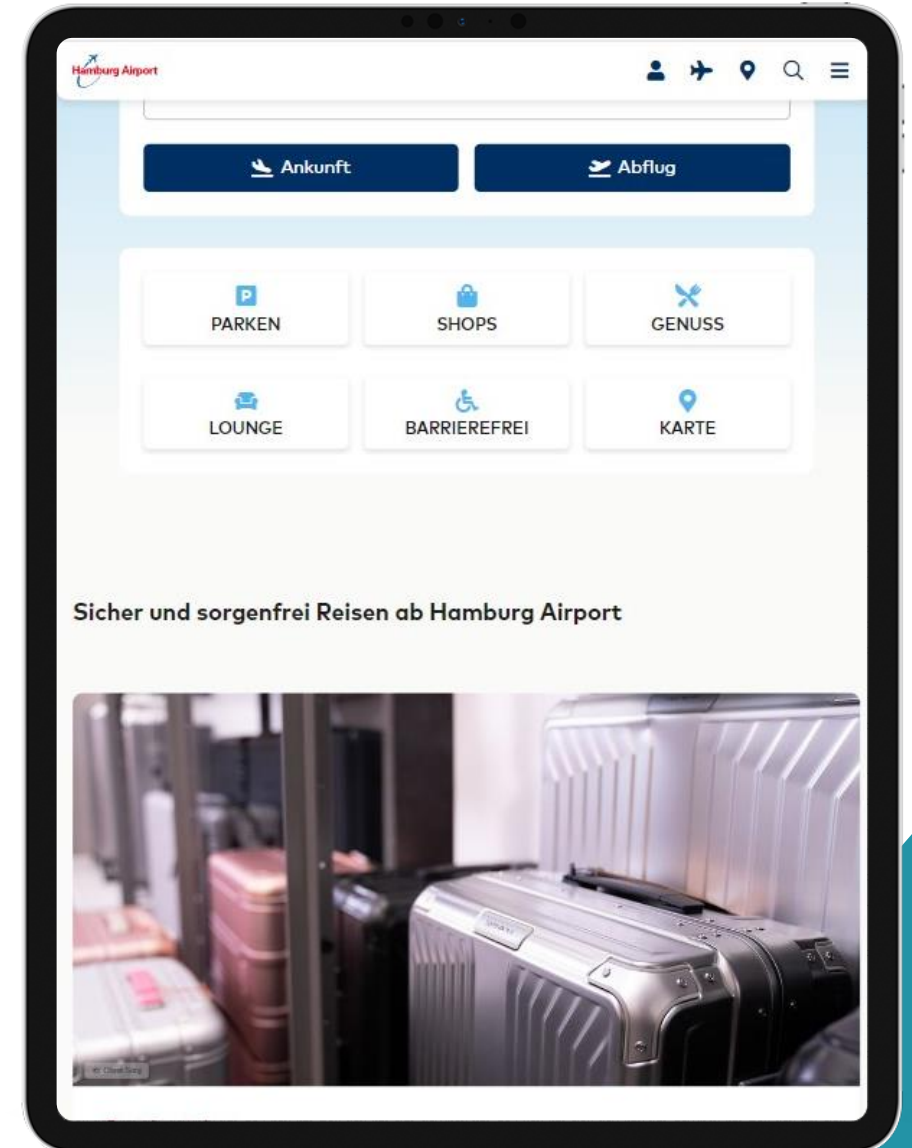 Hamburg Airport
Ankunft
Abflug
P
PARKEN
SHOPS
GENUSS
LOUNGE
BARRIEREFREI
KARTE
Sicher und sorgenfrei Reisen ab Hamburg Airport